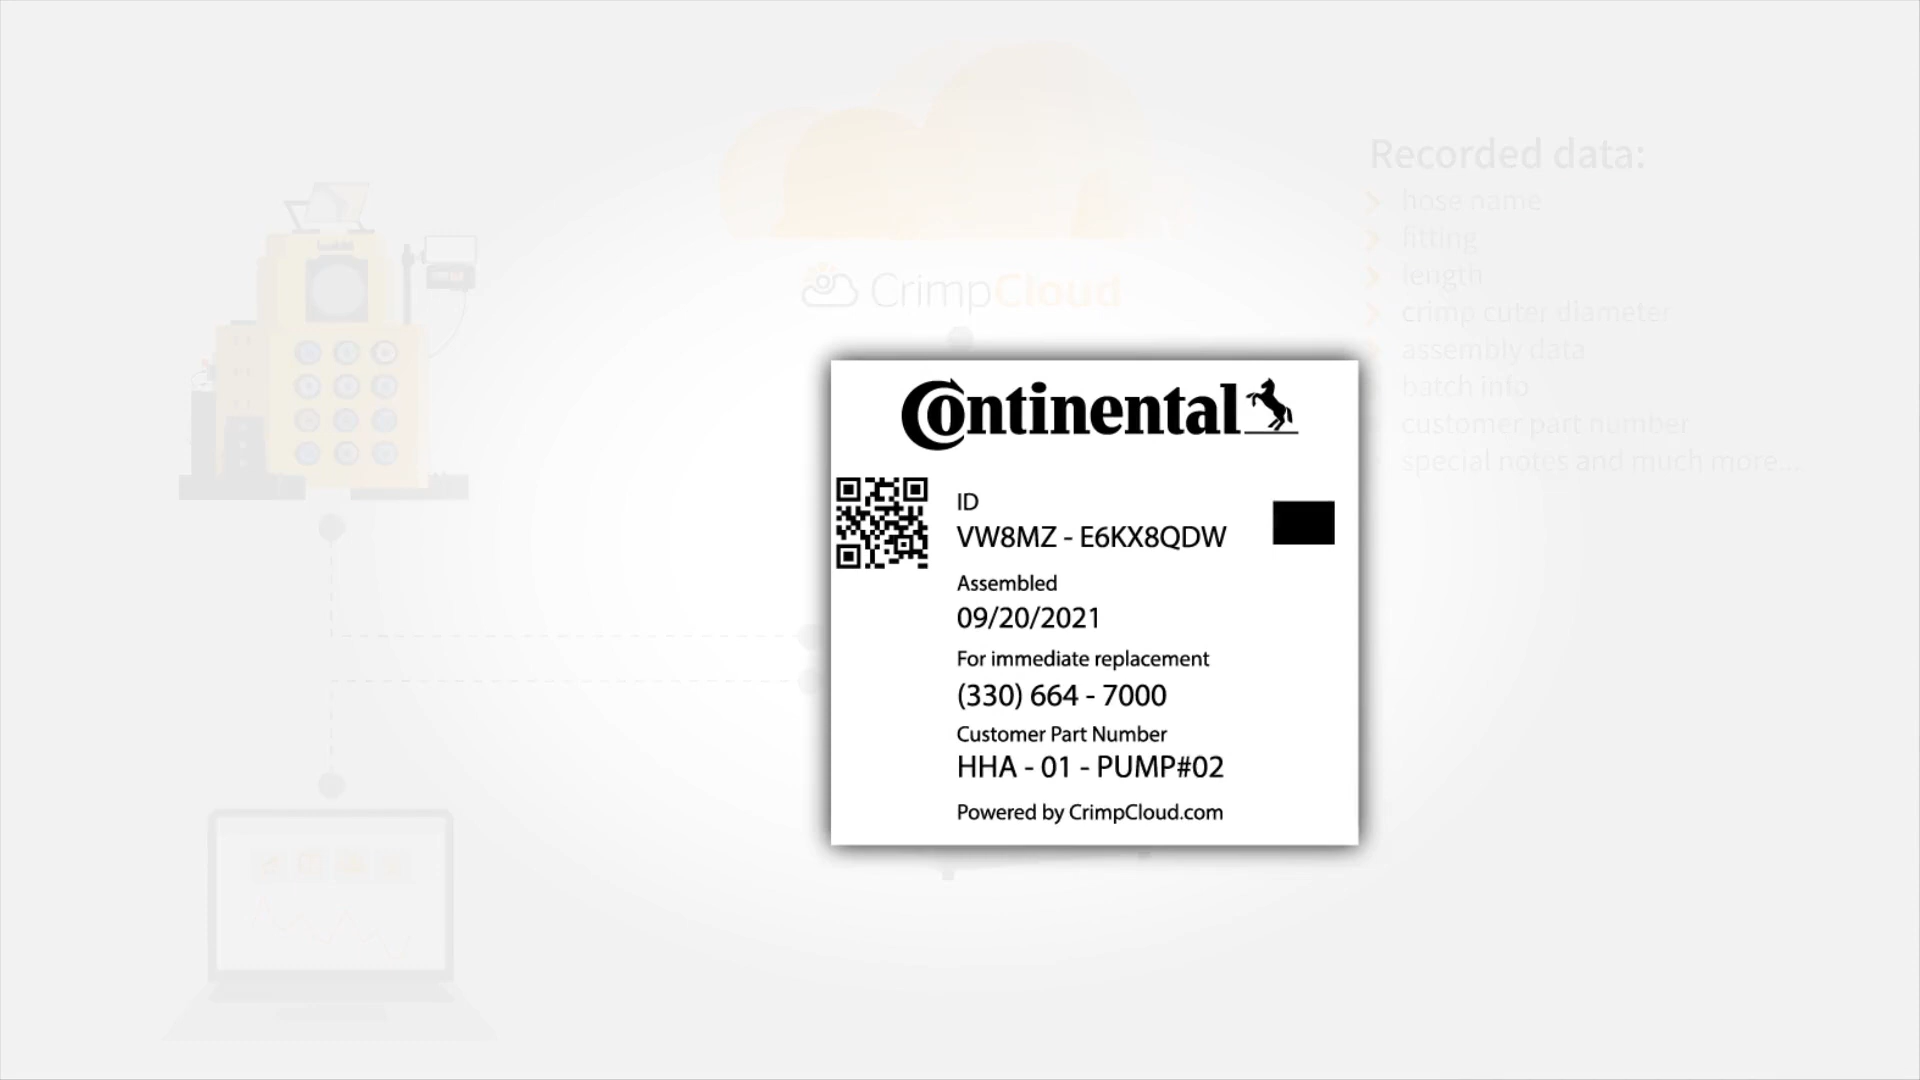 Recorded data:
hose name
fitting
length
crimp cuter diameter
assembly data
batch info
customer part number
special notes and much more...
CrimpCloud
Continental
ID
VW8MZ - E6KX8QDW
Assembled
09/20/2021
For immediate replacement
(330) 664 - 7000
Customer Part Number
HHA - 01 - PUMP#02
Powered by CrimpCloud.com